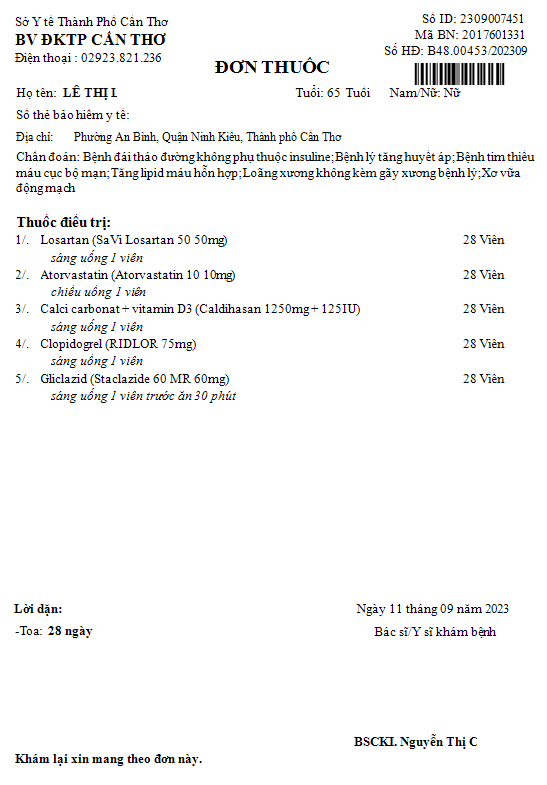 Sở Y tế Thành Phố Cần Thơ
Số ID: 2309007451
BV ĐKTP CẦN THƠ
Mã BN: 2017601331
Điện thoại : 02923.821.236
Số HĐ: B48.00453/202309
ĐƠN THUỐC
Họ tên: LÊ THỊ I Tuổi: 65 Tuổi Nam/Nữ: Nữ
Số thẻ bảo hiểm y tế:
Địa chỉ: Phường An Bình, Quận Ninh Kiều, Thành phố Cần Thơ
Chẩn đoán: Bệnh đái tháo đường không phụ thuộc insuline; Bệnh lý tăng huyết áp; Bệnh tim thiếu
máu cục bộ mạn; Tăng lipid máu hỗn hợp; Loãng xương không kèm gãy xương bệnh lý; Xơ vữa
động mạch
Thuốc điều trị:
1/. Losartan (SaVi Losartan 50 50mg) 28 Viên
sáng uống 1 viên
2/. Atorvastatin (Atorvastatin 10 10mg) 28 Viên
chiều uống 1 viên
3/. Calci carbonat + vitamin D3 (Caldihasan 1250mg + 125IU) 28 Viên
sáng uống 1 viên
4/. Clopidogrel (RIDLOR 75mg) 28 Viên
sáng uống 1 viên
5/. Gliclazid (Staclazide 60 MR 60mg) 28 Viên
sáng uống 1 viên trước ăn 30 phút
Lời dặn:
Ngày 11 tháng 09 năm 2023
-Toa: 28 ngày
Bác sĩ/Y sĩ khám bệnh
BSCKI. Nguyễn Thị C
Khám lại xin mang theo đơn này.